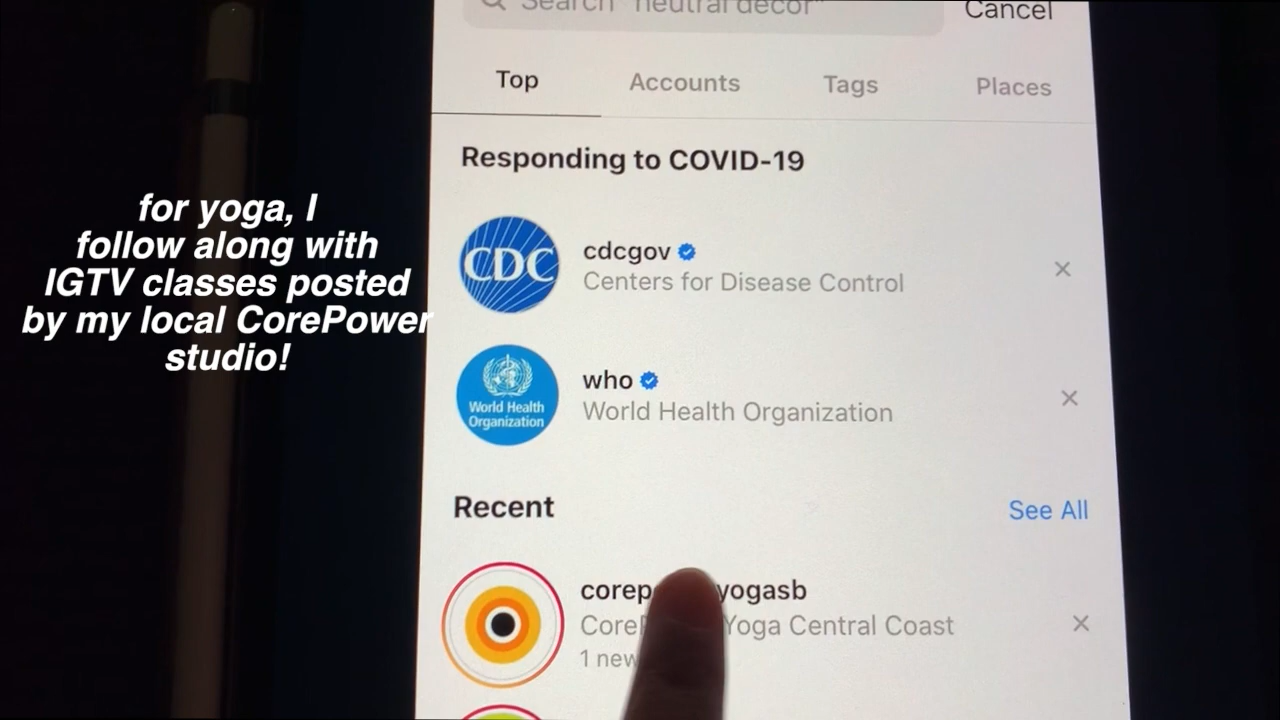 Search "neutral decor"
Cancel
Top
Accounts
Tags
Places
Responding to COVID-19
CDC
cdcgov
Centers for Disease Control
World Health
Organization
who
World Health Organization
Recent
See All
yogasb
Yoga Central Coast
1 new
for yoga, I
follow along with
IGTV classes posted
by my local CorePower
studio!